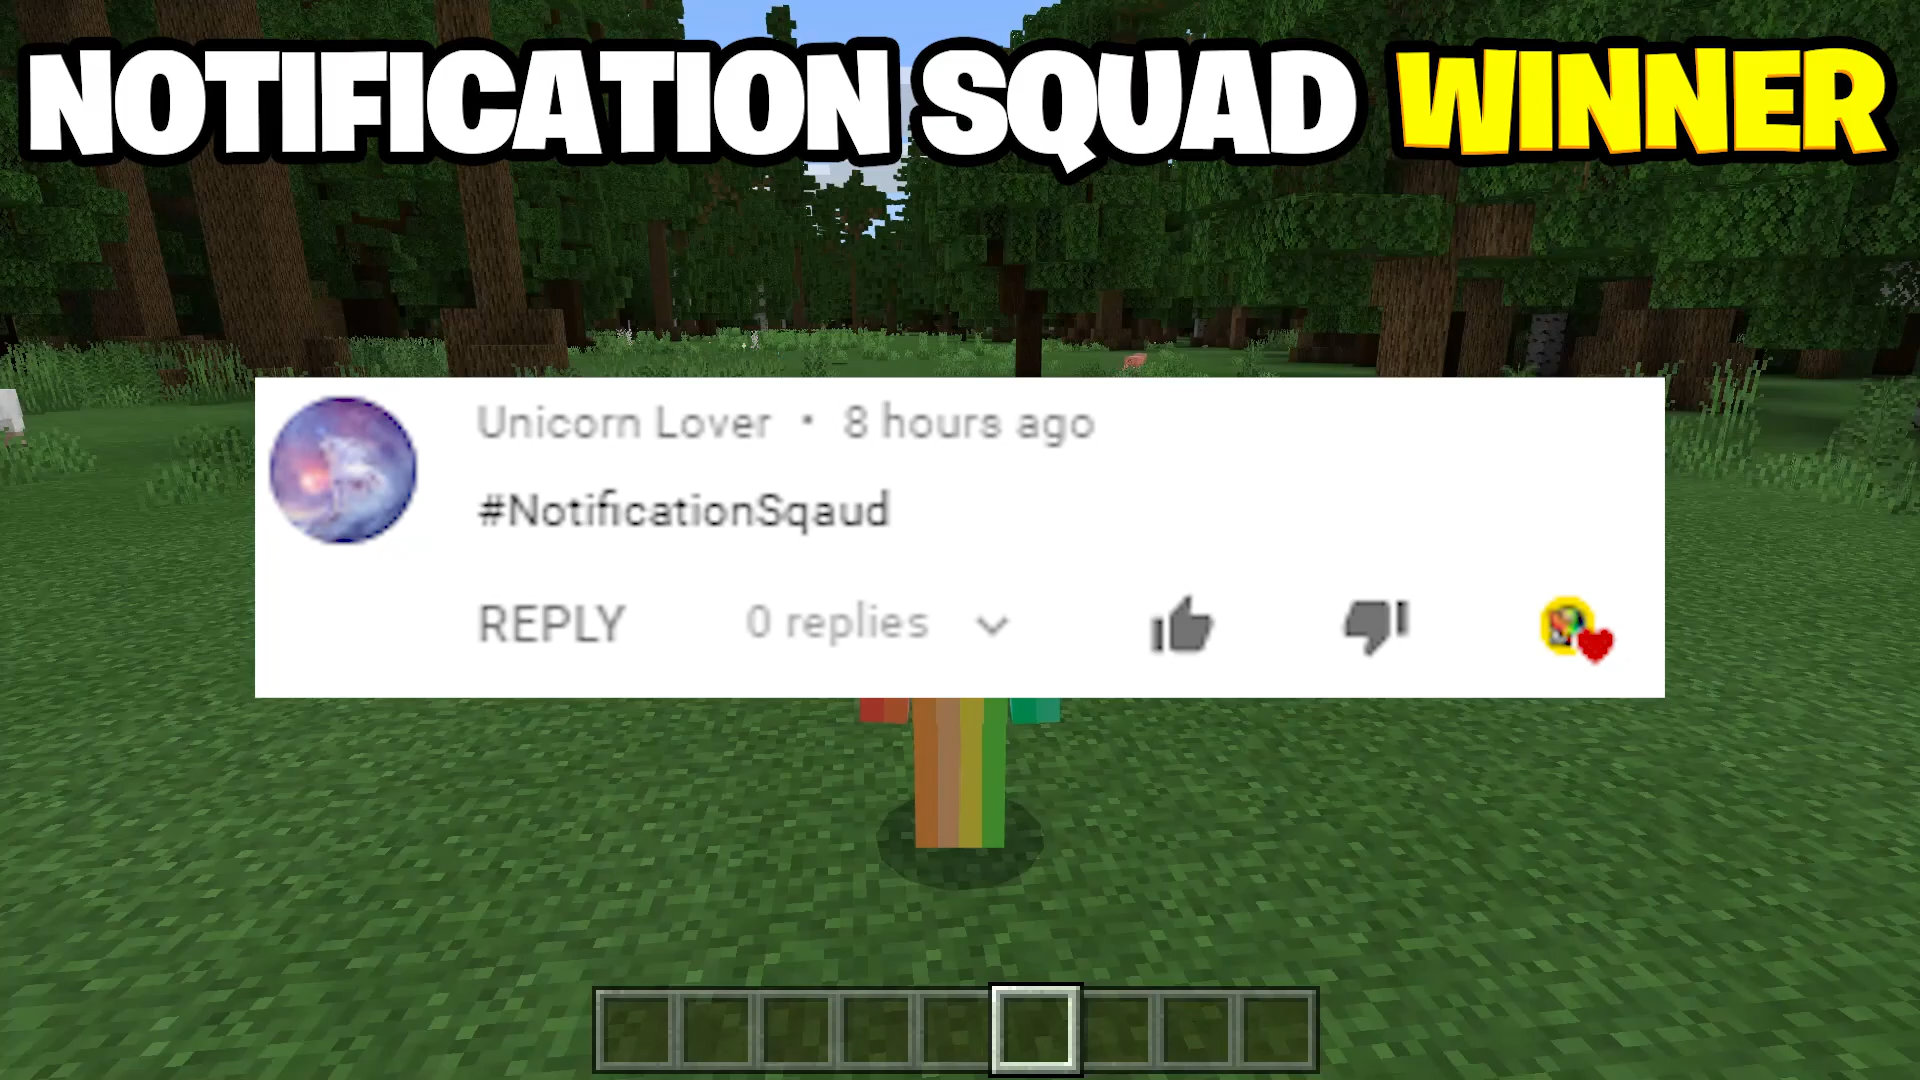 NOTIFICATION SQUAD WINNER
Unicorn Lover • 8 hours ago
#NotificationSqaud
REPLY 0 replies